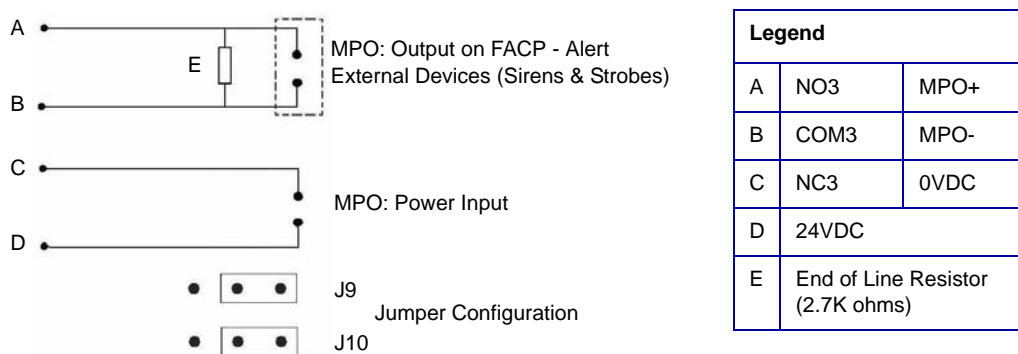 A
E
B
MPO: Output on FACP - Alert
External Devices (Sirens & Strobes)
C
D
MPO: Power Input
J9
Jumper Configuration
J10
Legend
A NO3 MPO+
B COM3 MPO-
C NC3 0VDC
D 24VDC
E End of Line Resistor
(2.7K ohms)